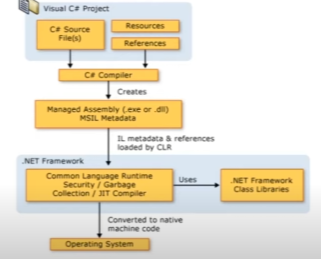 Visual C# Project
C# Source
File(s)
Resources
References
C# Compiler
Creates
Managed Assembly (.exe or .dll)
MSIL Metadata
IL metadata & references
loaded by CLR
.NET Framework
Common Language Runtime
Security / Garbage
Collection / JIT Compiler
Uses
.NET Framework
Class Libraries
Converted to native
machine code
Operating System